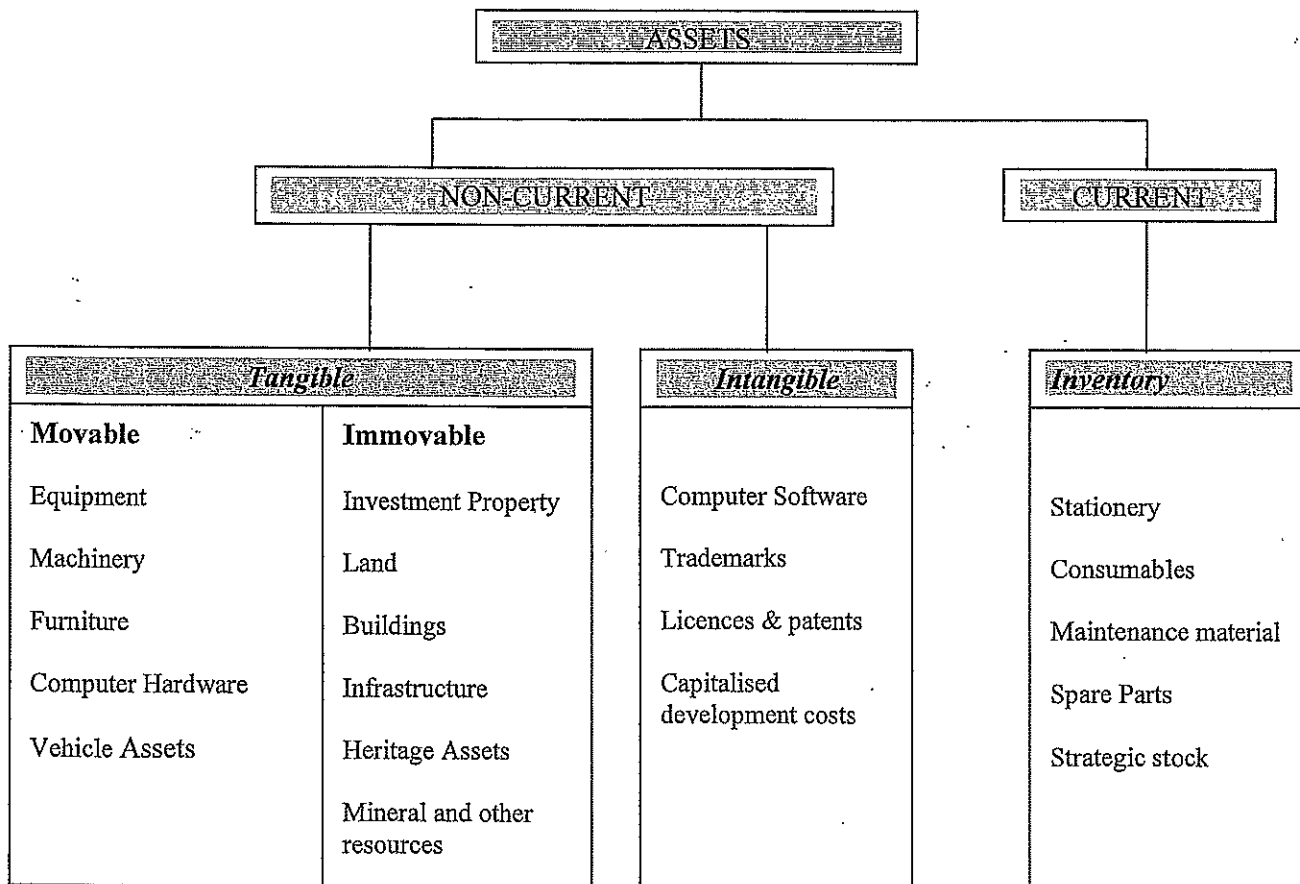 ASSETS
NON-CURRENT
CURRENT
Tangible
Movable
Equipment
Machinery
Furniture
Computer Hardware
Vehicle Assets
Immovable
Investment Property
Land
Buildings
Infrastructure
Heritage Assets
Mineral and other
resources
Intangible
Computer Software
Trademarks
Licences & patents
Capitalised
development costs
Inventory
Stationery
Consumables
Maintenance material
Spare Parts
Strategic stock